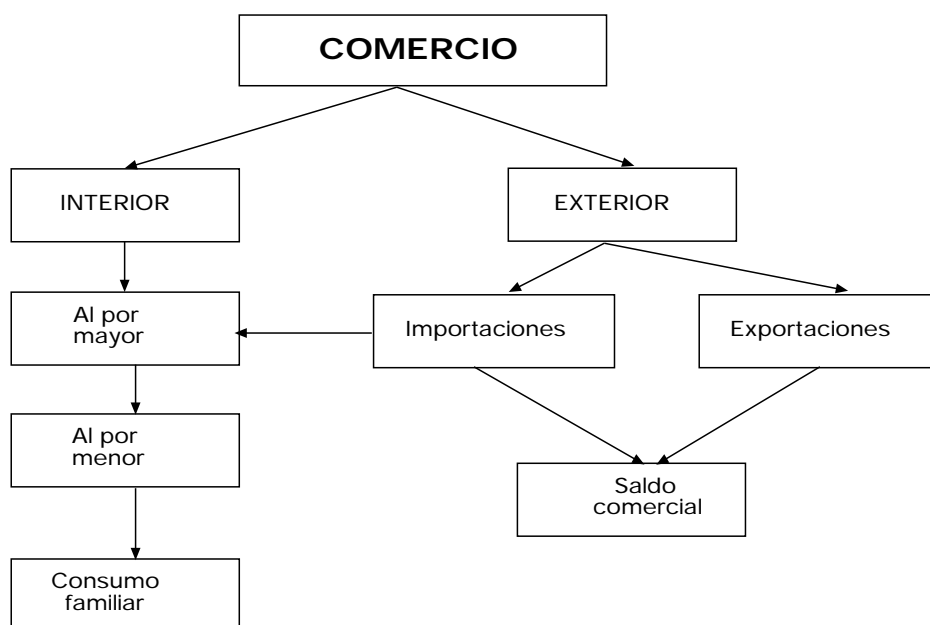 COMERCIO
INTERIOR
EXTERIOR
Al por
mayor
Importaciones
Exportaciones
Al por
menor
Saldo
comercial
Consumo
familiar